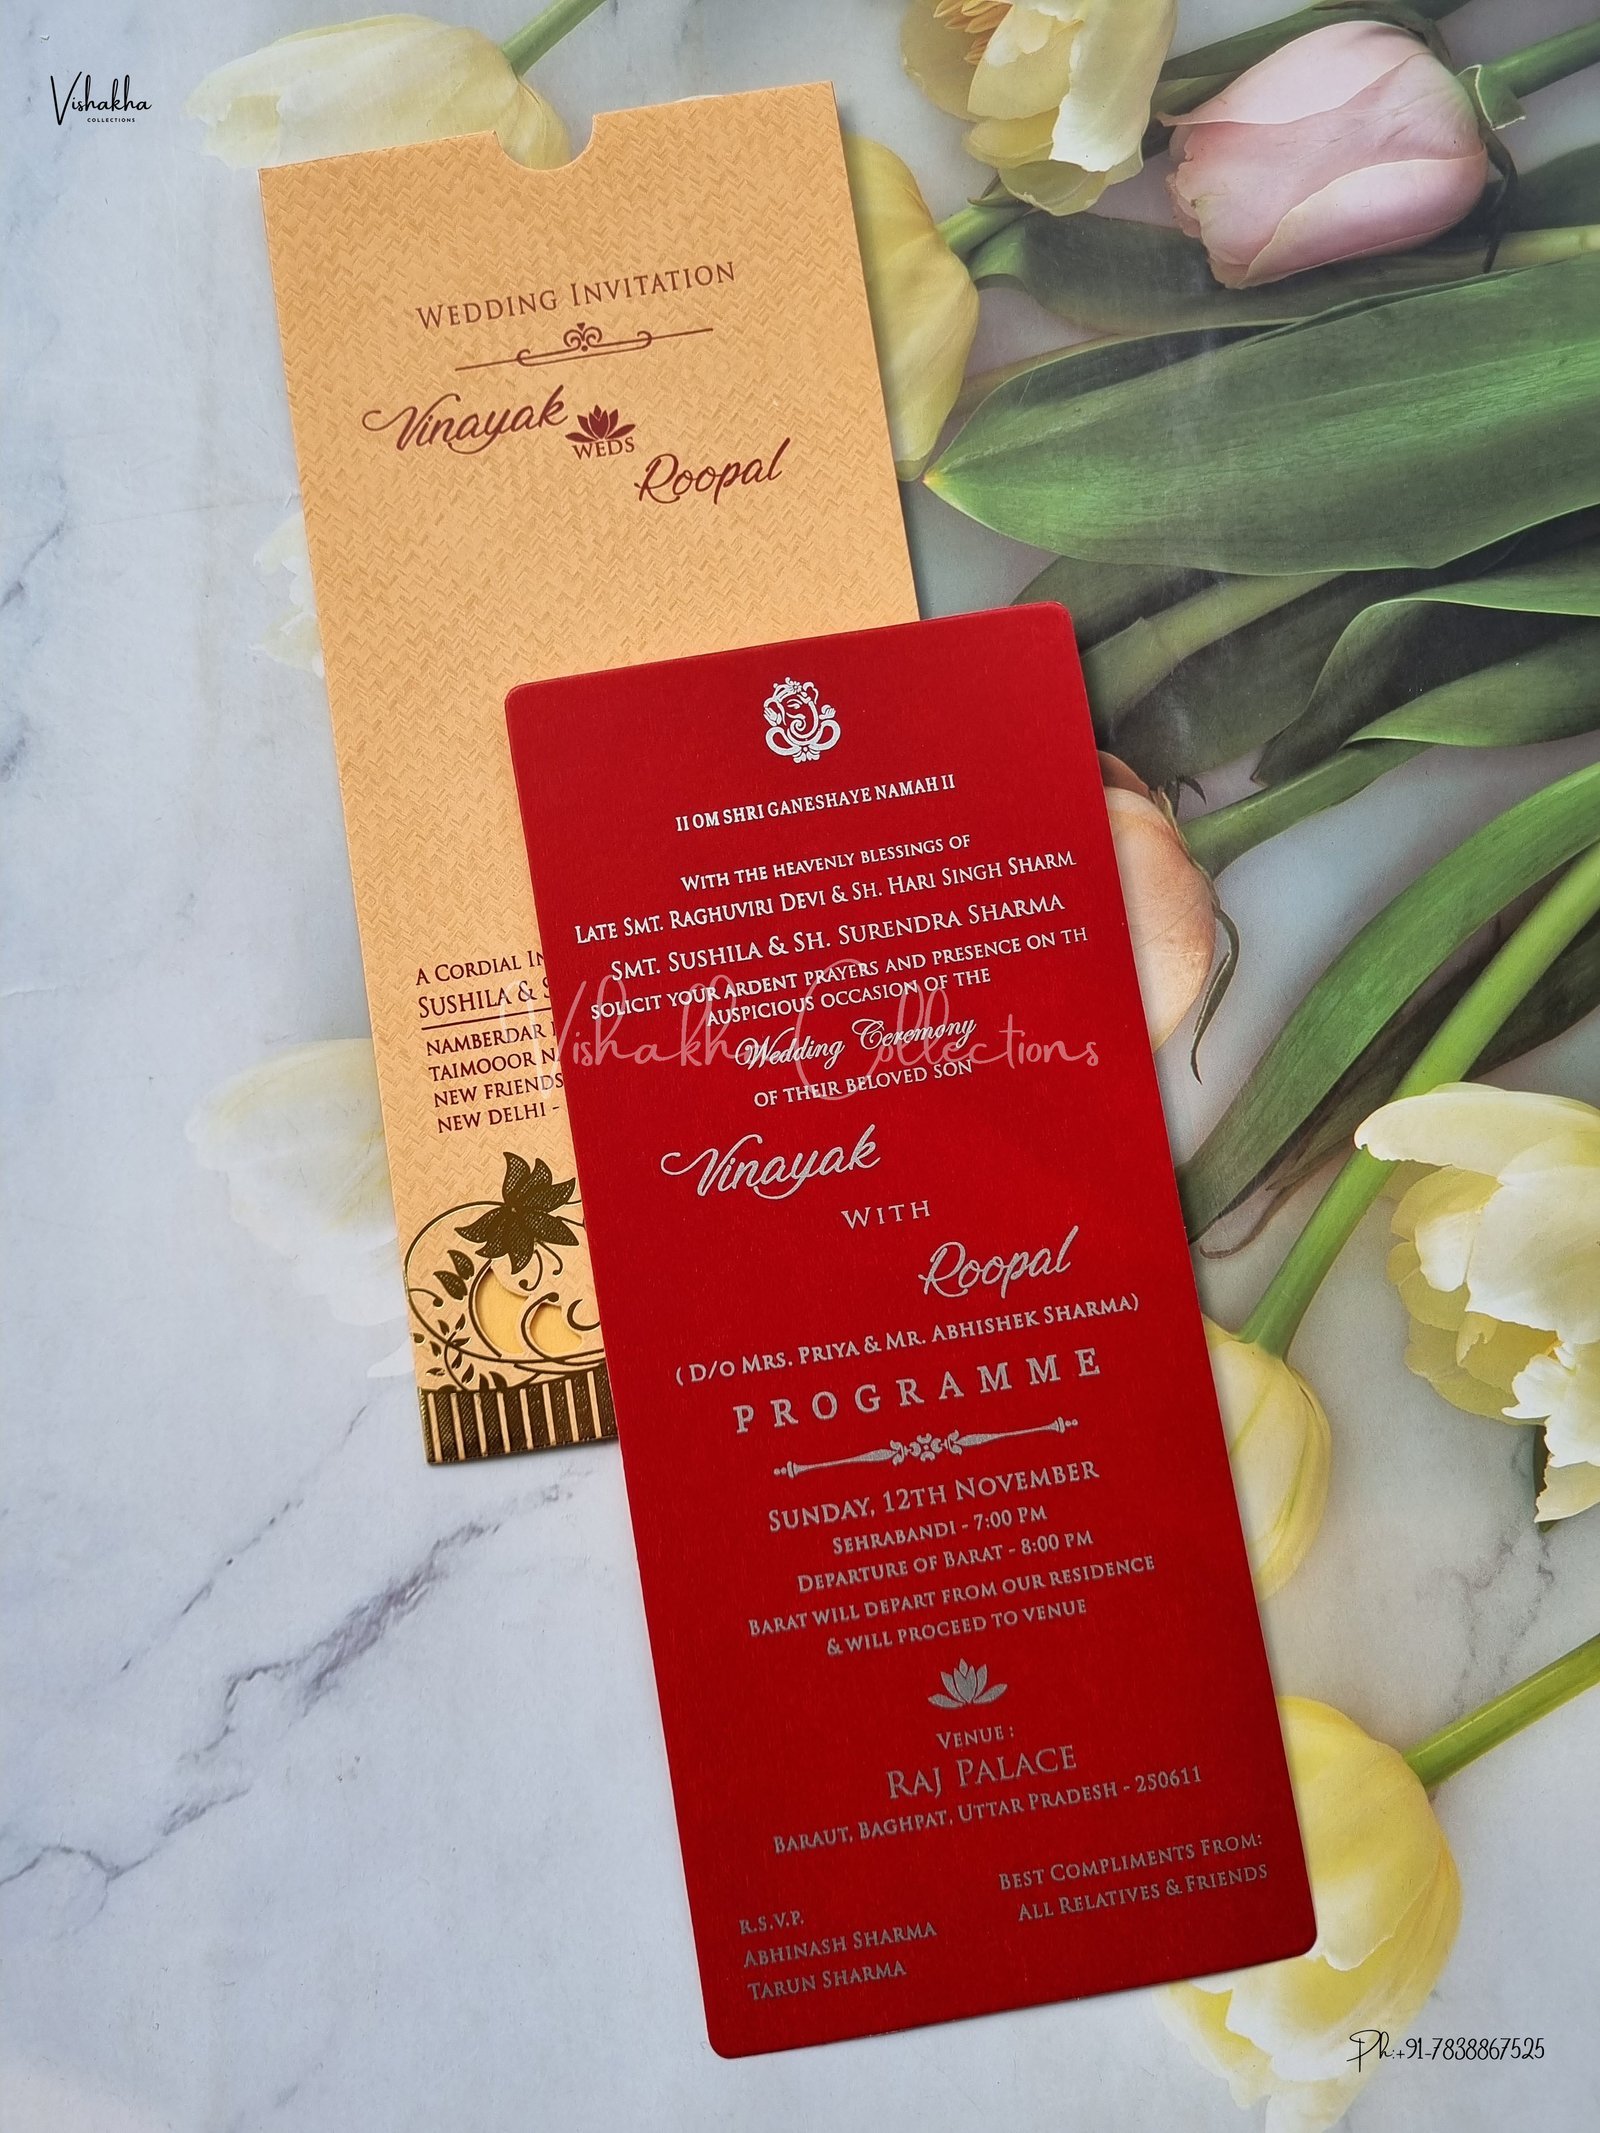 Vishakha
COLLECTIONS
WEDDING INVITATION
Vinayak
WEDS
Roopal
A CORDIAL IN
SUSHILA & S
NAMBERDAR
TAIMOOOR N
NEW FRIENDS
NEW DELHI -
II OM SHRI GANESHAYE NAMAH II
WITH THE HEAVENLY BLESSINGS OF
LATE SMT. RAGHUVIRI DEVI & SH. HARI SINGH SHARM
SMT. SUSHILA & SH. SURENDRA SHARMA
SOLICIT YOUR ARDENT PRAYERS AND PRESENCE ON TH
AUSPICIOUS OCCASION OF THE
Wedding Ceremony
OF THEIR BELOVED SON
Vishakha Collections
Vinayak
WITH
Roopal
( D/O MRS. PRIYA & MR. ABHISHEK SHARMA)
PROGRAMME
SUNDAY, 12TH NOVEMBER
SEHRABANDI - 7:00 PM
DEPARTURE OF BARAT - 8:00 PM
BARAT WILL DEPART FROM OUR RESIDENCE
& WILL PROCEED TO VENUE
VENUE :
RAJ PALACE
BARAUT, BAGHPAT, UTTAR PRADESH - 250611
BEST COMPLIMENTS FROM:
ALL RELATIVES & FRIENDS
R.S.V.P.
ABHINASH SHARMA
TARUN SHARMA
Ph:+91-7838867525